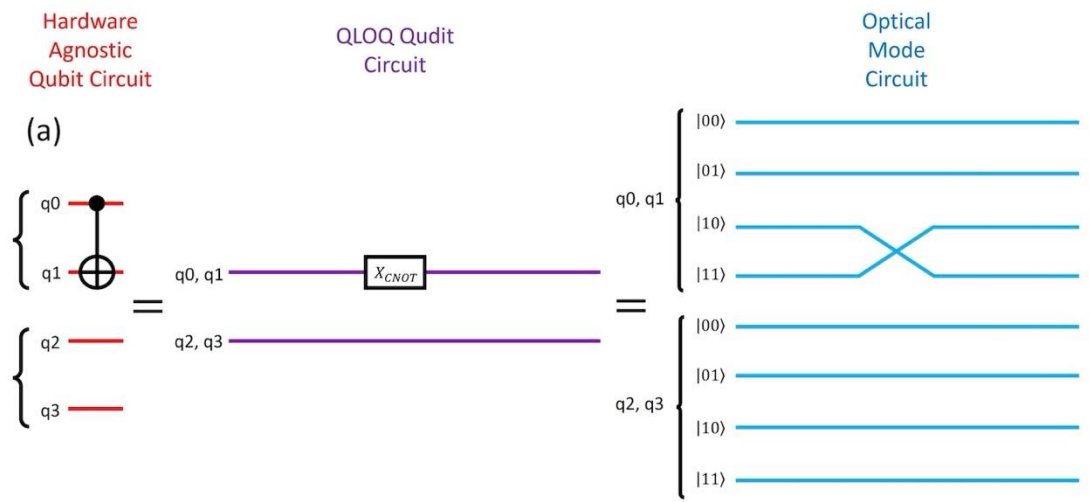 Hardware
Agnostic
Qubit Circuit
QLOQ Qudit
Circuit
Optical
Mode
Circuit
(a)
q0
q1
q2
q3
=
q0, q1
X_CNOT
q2, q3
=
q0, q1
|00⟩
|01⟩
|10⟩
|11⟩
q2, q3
|00⟩
|01⟩
|10⟩
|11⟩